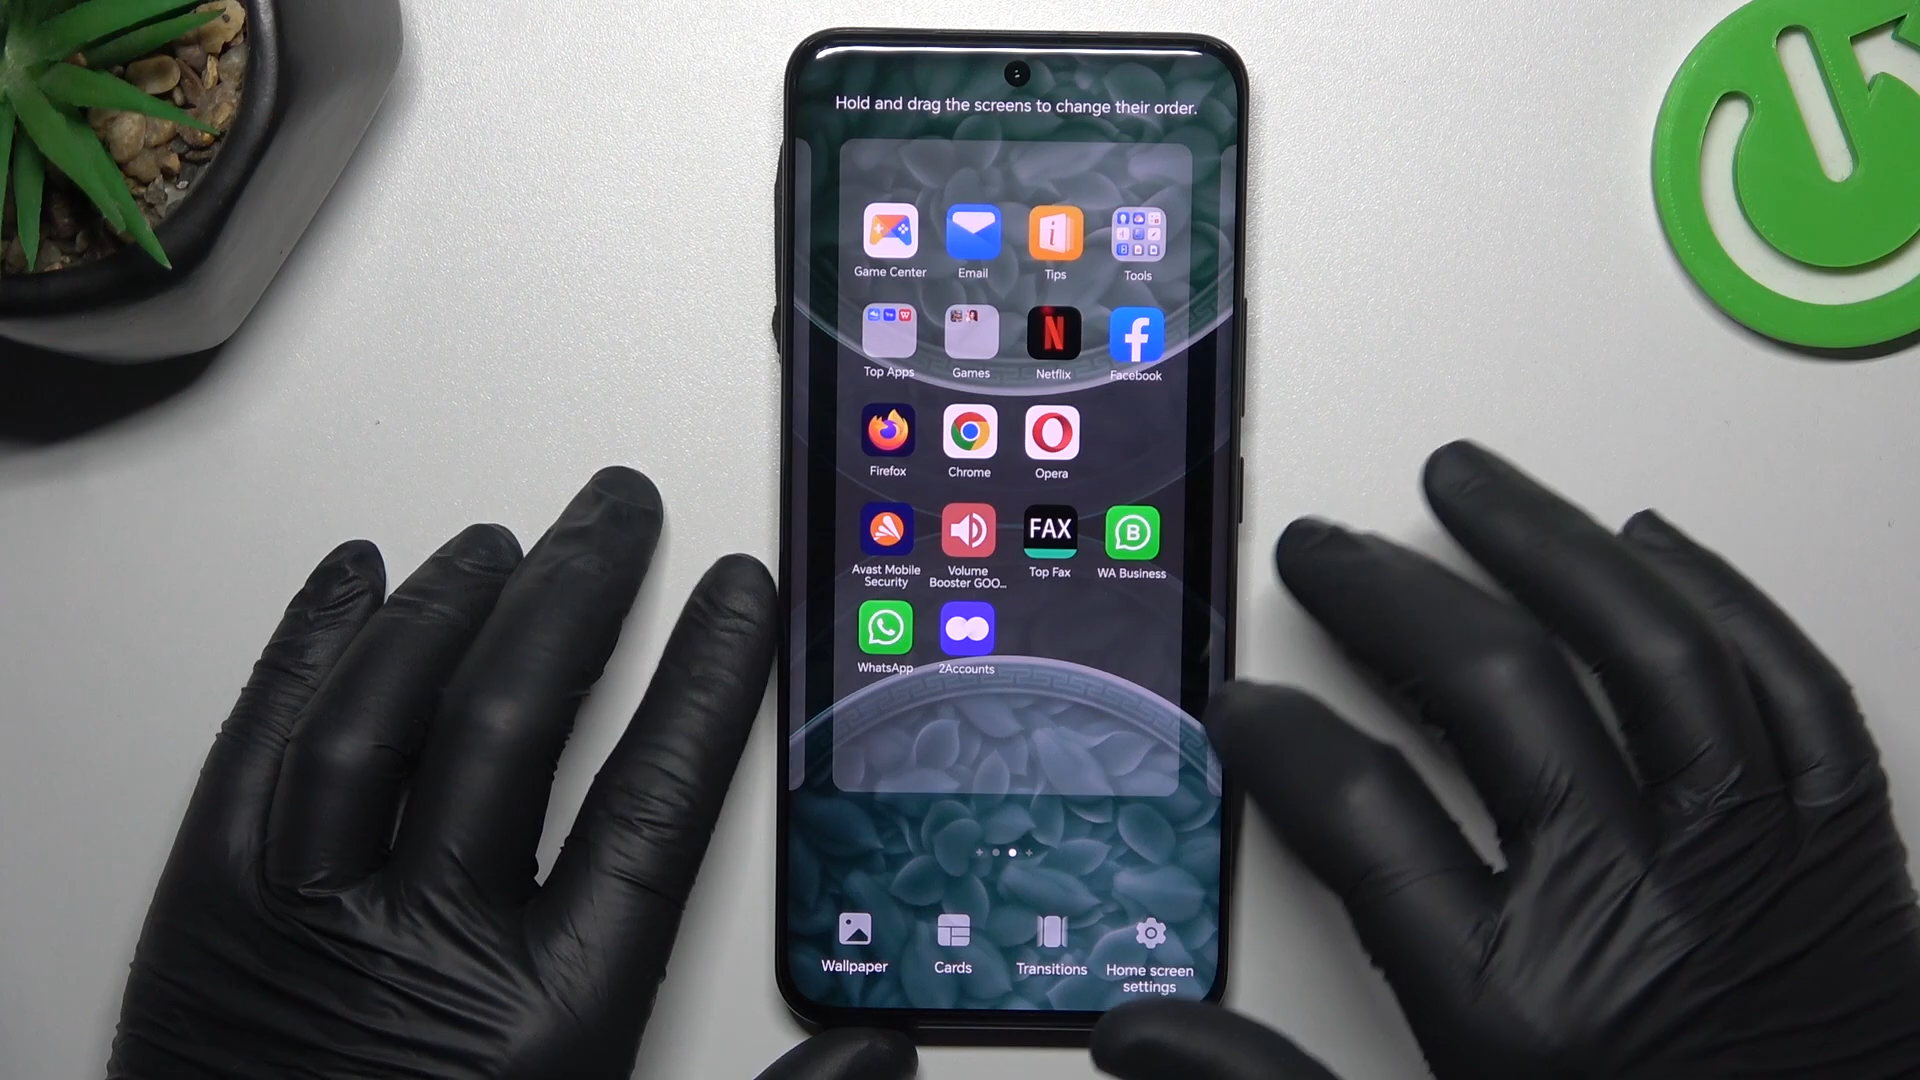 Hold and drag the screens to change their order.
Game Center
Email
Tips
Tools
Top Apps
Games
N
Netflix
f
Facebook
Firefox
Chrome
Opera
FAX
B
Avast Mobile
Security
Volume
Booster GOO...
Top Fax
WA Business
WhatsApp
2Accounts
Wallpaper
Cards
Transitions
Home screen
settings